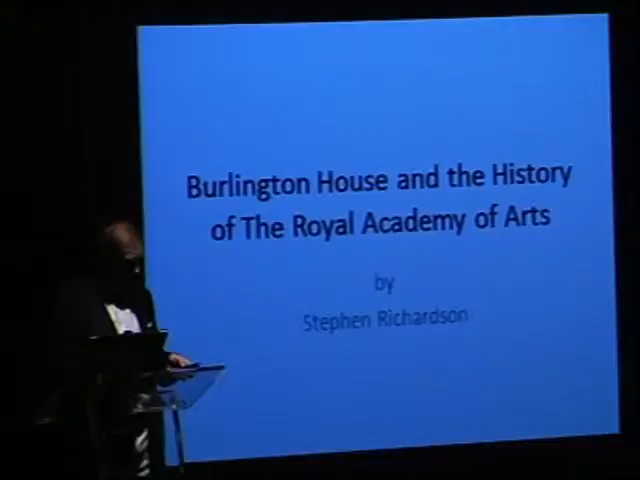 Burlington House and the History
of The Royal Academy of Arts
by
Stephen Richardson